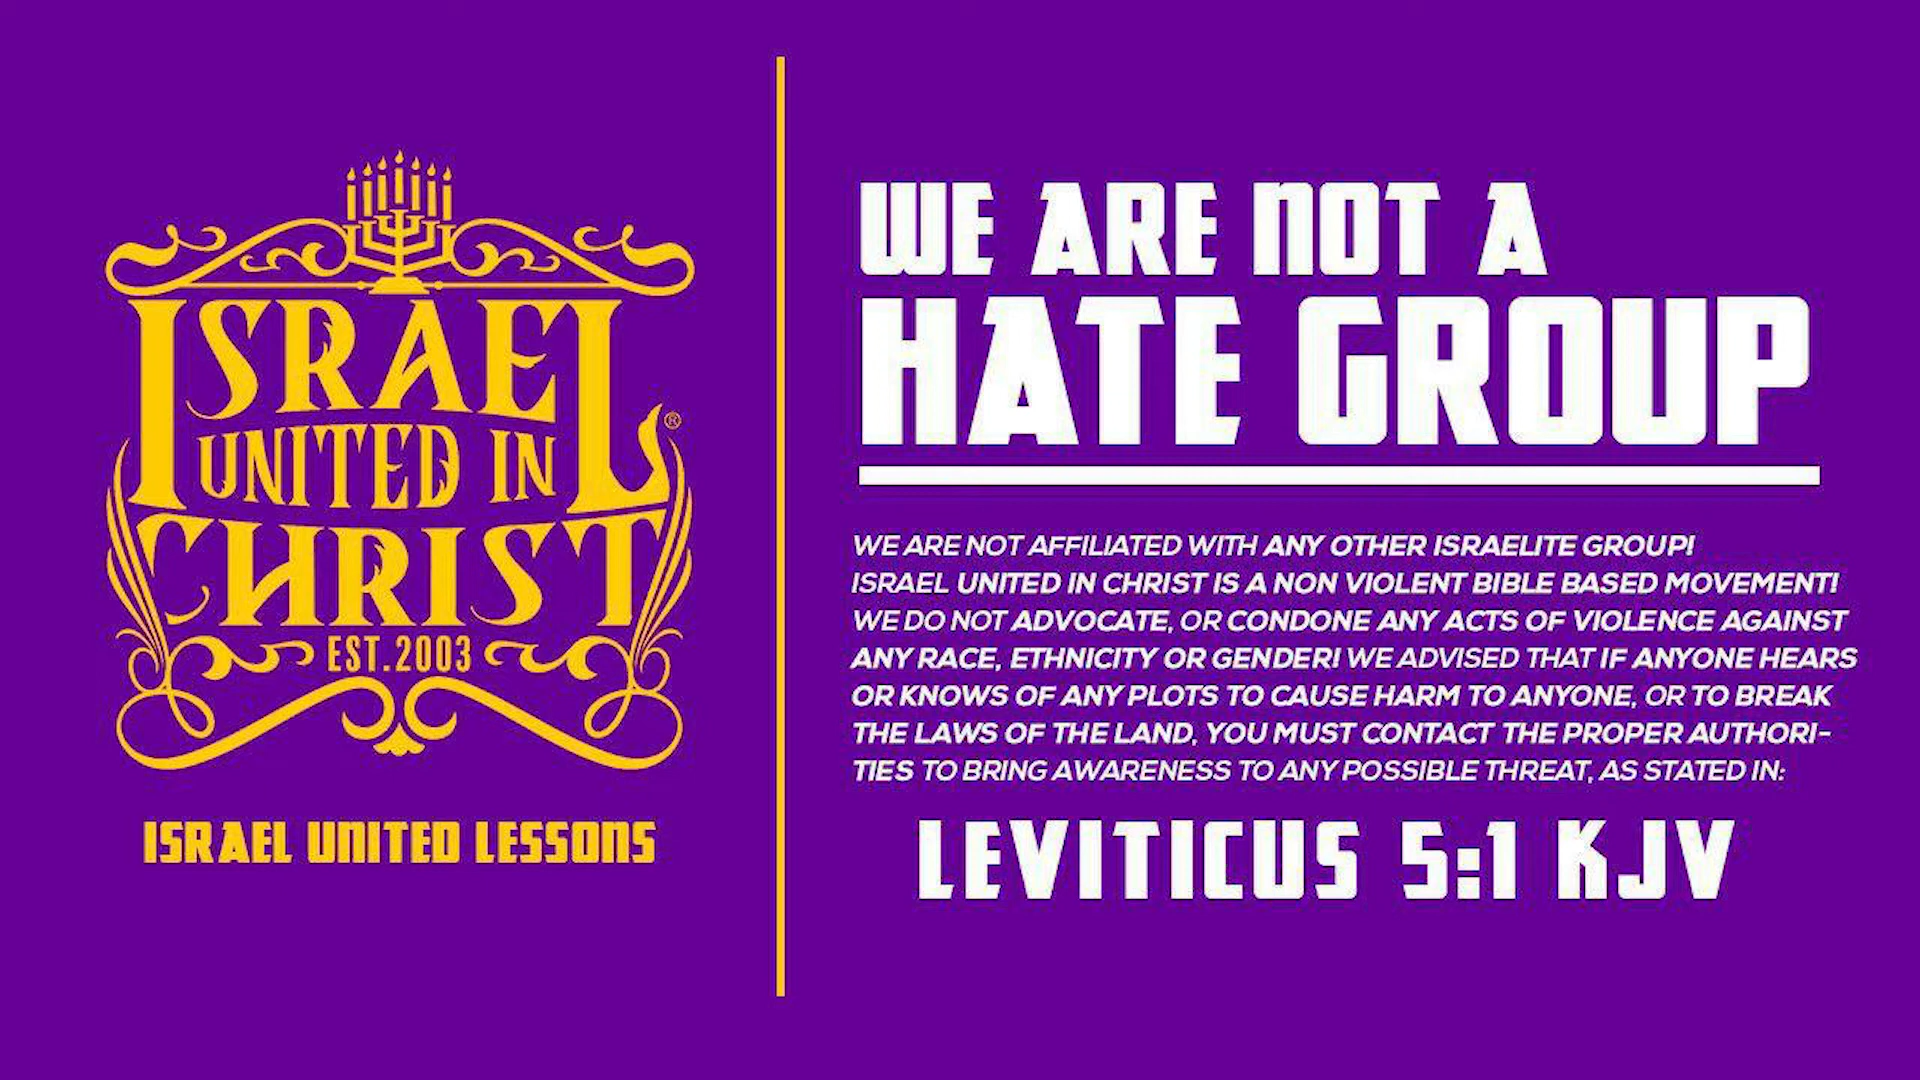 ISRAEL
UNITED IN
CHRIST
®
EST.2003
ISRAEL UNITED LESSONS
WE ARE NOT A
HATE GROUP
WE ARE NOT AFFILIATED WITH ANY OTHER ISRAELITE GROUP!
ISRAEL UNITED IN CHRIST IS A NON VIOLENT BIBLE BASED MOVEMENT!
WE DO NOT ADVOCATE, OR CONDONE ANY ACTS OF VIOLENCE AGAINST
ANY RACE, ETHNICITY OR GENDER! WE ADVISED THAT IF ANYONE HEARS
OR KNOWS OF ANY PLOTS TO CAUSE HARM TO ANYONE, OR TO BREAK
THE LAWS OF THE LAND, YOU MUST CONTACT THE PROPER AUTHORI-
TIES TO BRING AWARENESS TO ANY POSSIBLE THREAT, AS STATED IN:
LEVITICUS 5:1 KJV